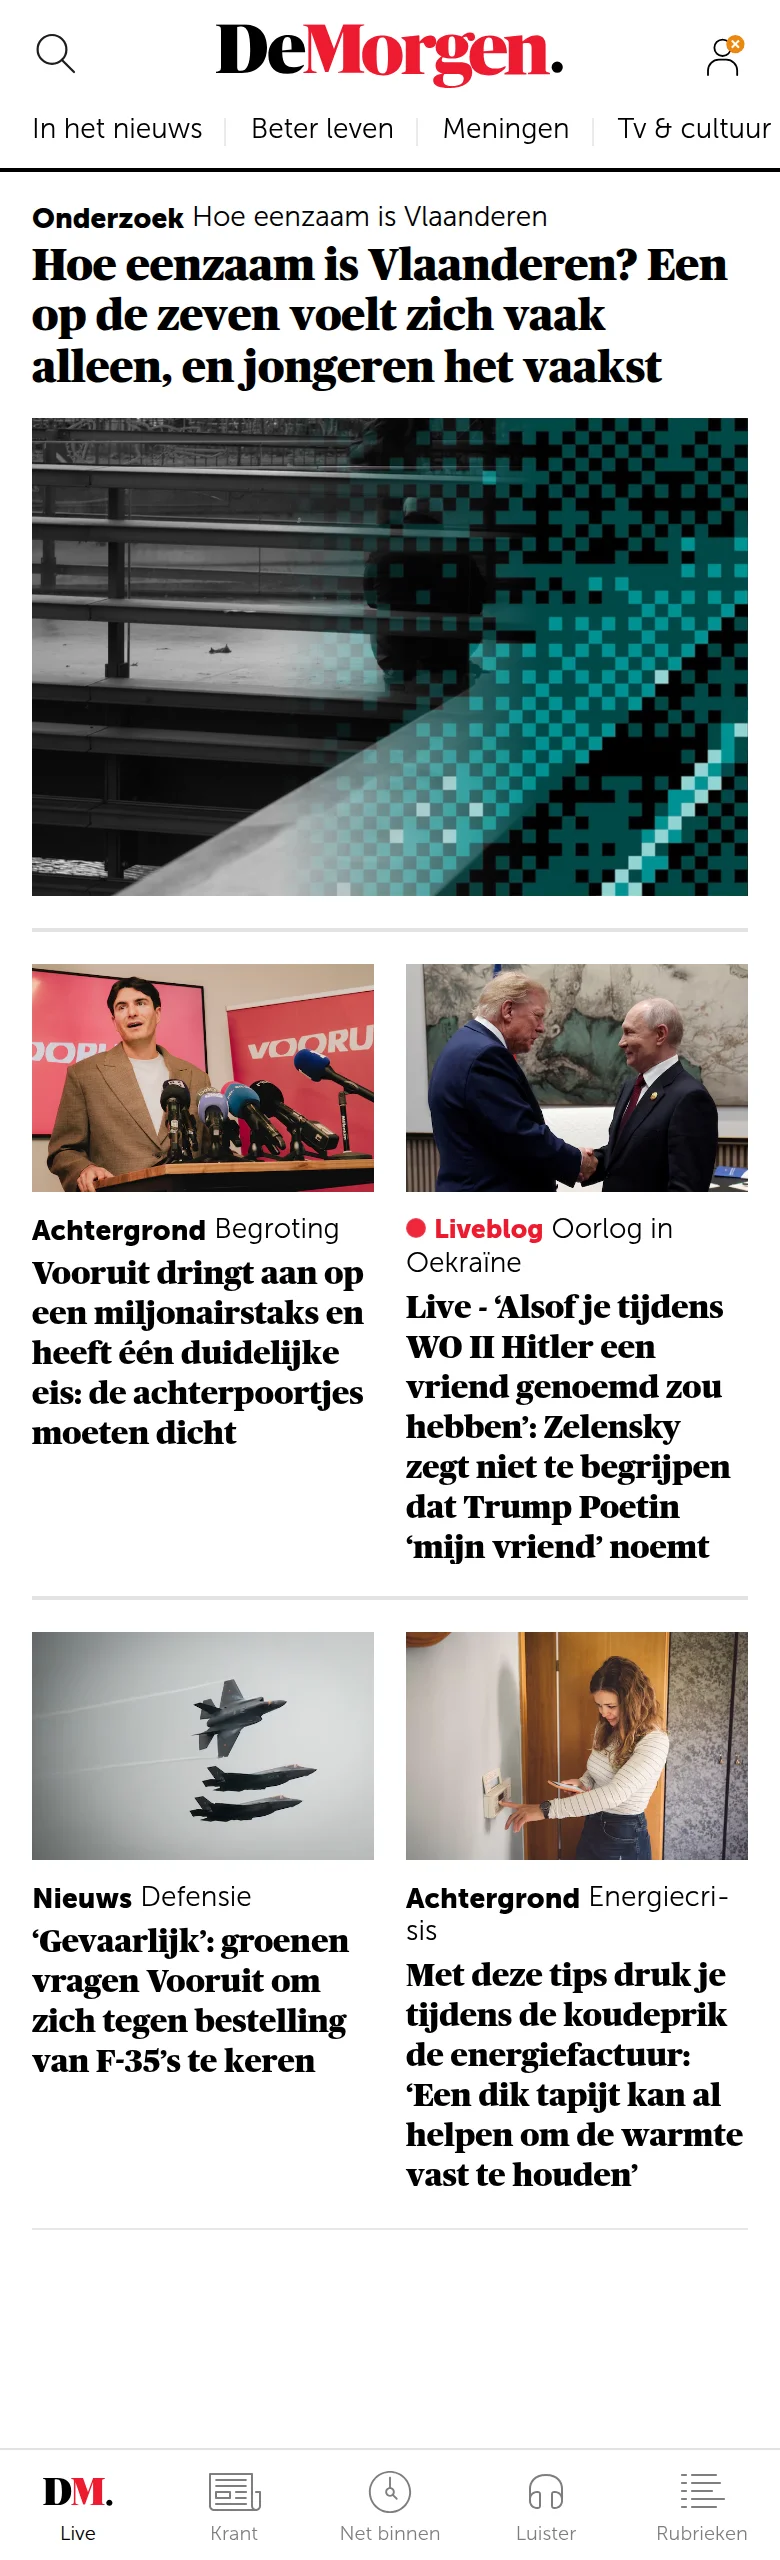 DeMorgen.
In het nieuws
Beter leven
Meningen
Tv & cultuur
Onderzoek Hoe eenzaam is Vlaanderen
Hoe eenzaam is Vlaanderen? Een
op de zeven voelt zich vaak
alleen, en jongeren het vaakst
VOORU
Achtergrond Begroting
Vooruit dringt aan op
een miljonairstaks en
heeft één duidelijke
eis: de achterpoortjes
moeten dicht
Liveblog Oorlog in
Oekraïne
Live - ‘Alsof je tijdens
WO II Hitler een
vriend genoemd zou
hebben’: Zelensky
zegt niet te begrijpen
dat Trump Poetin
‘mijn vriend’ noemt
Nieuws Defensie
‘Gevaarlijk’: groenen
vragen Vooruit om
zich tegen bestelling
van F-35’s te keren
Achtergrond Energiecri-
sis
Met deze tips druk je
tijdens de koudeprik
de energiefactuur:
‘Een dik tapijt kan al
helpen om de warmte
vast te houden’
DM.
Live
Krant
Net binnen
Luister
Rubrieken